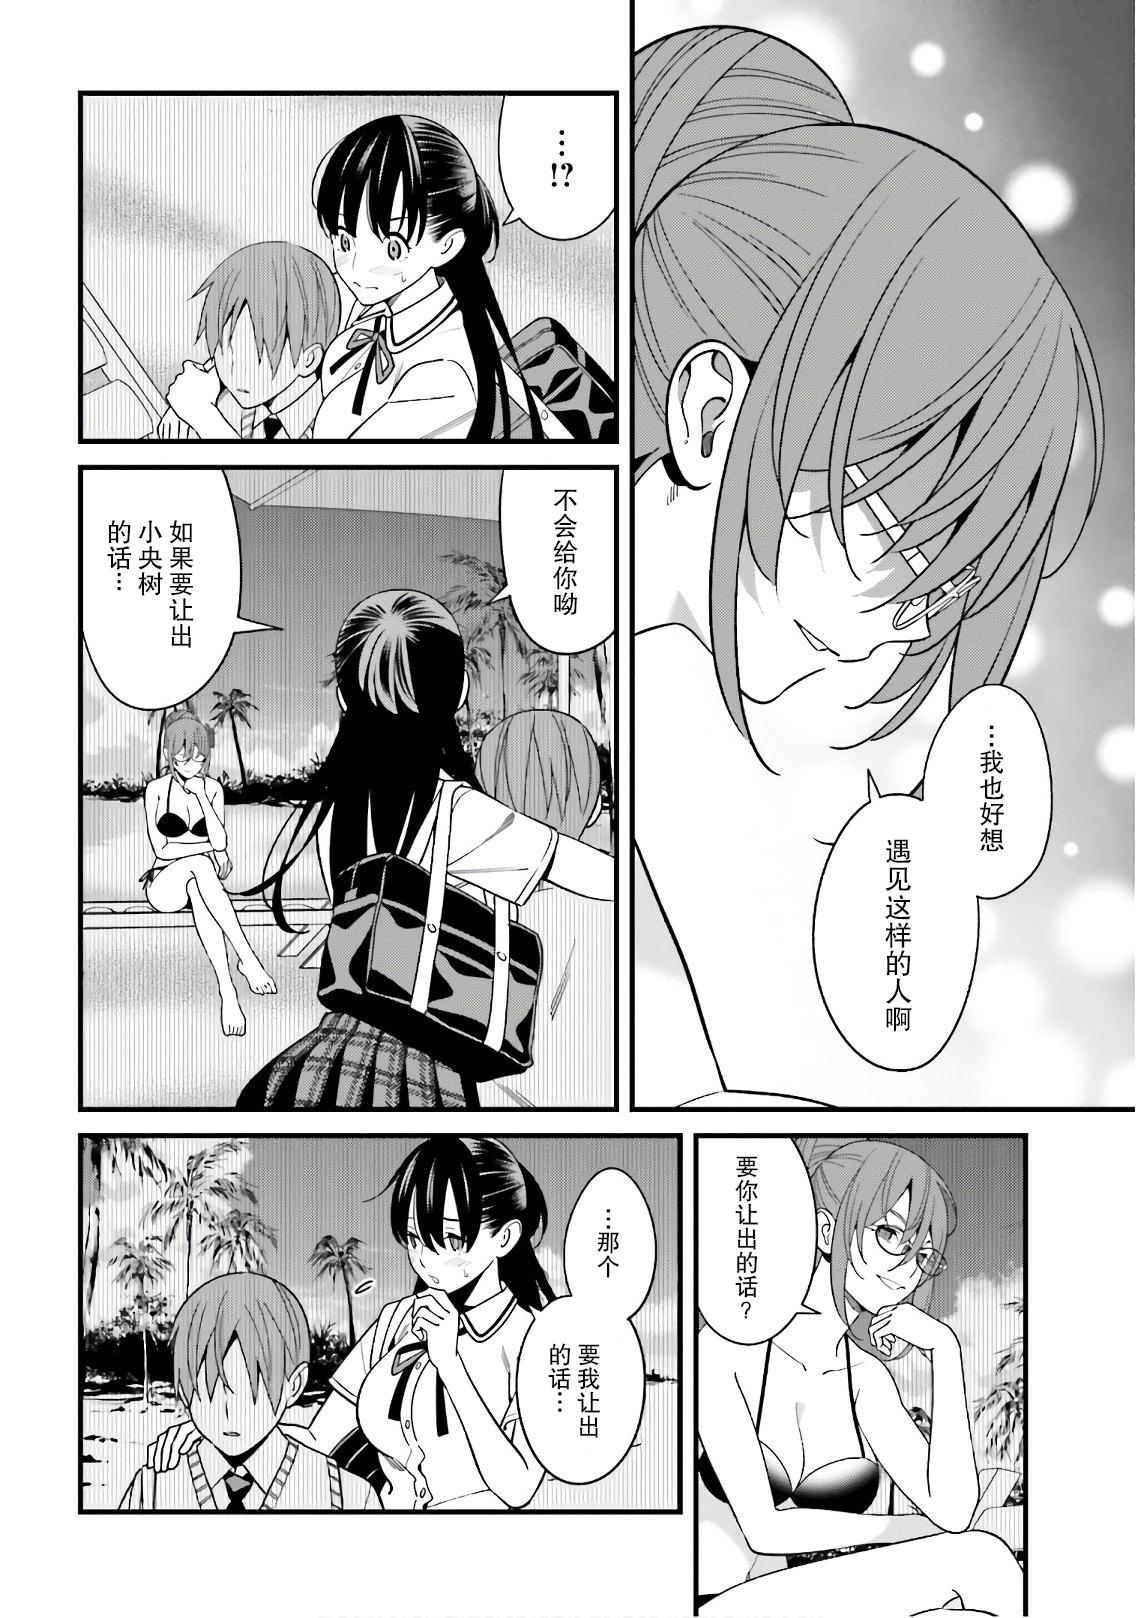 …我也好想
遇见这样的人啊
…
!?
不会给你呦
如果要让出
小央树
的话…
要你让出的话？
…那个
要我让出
的话…